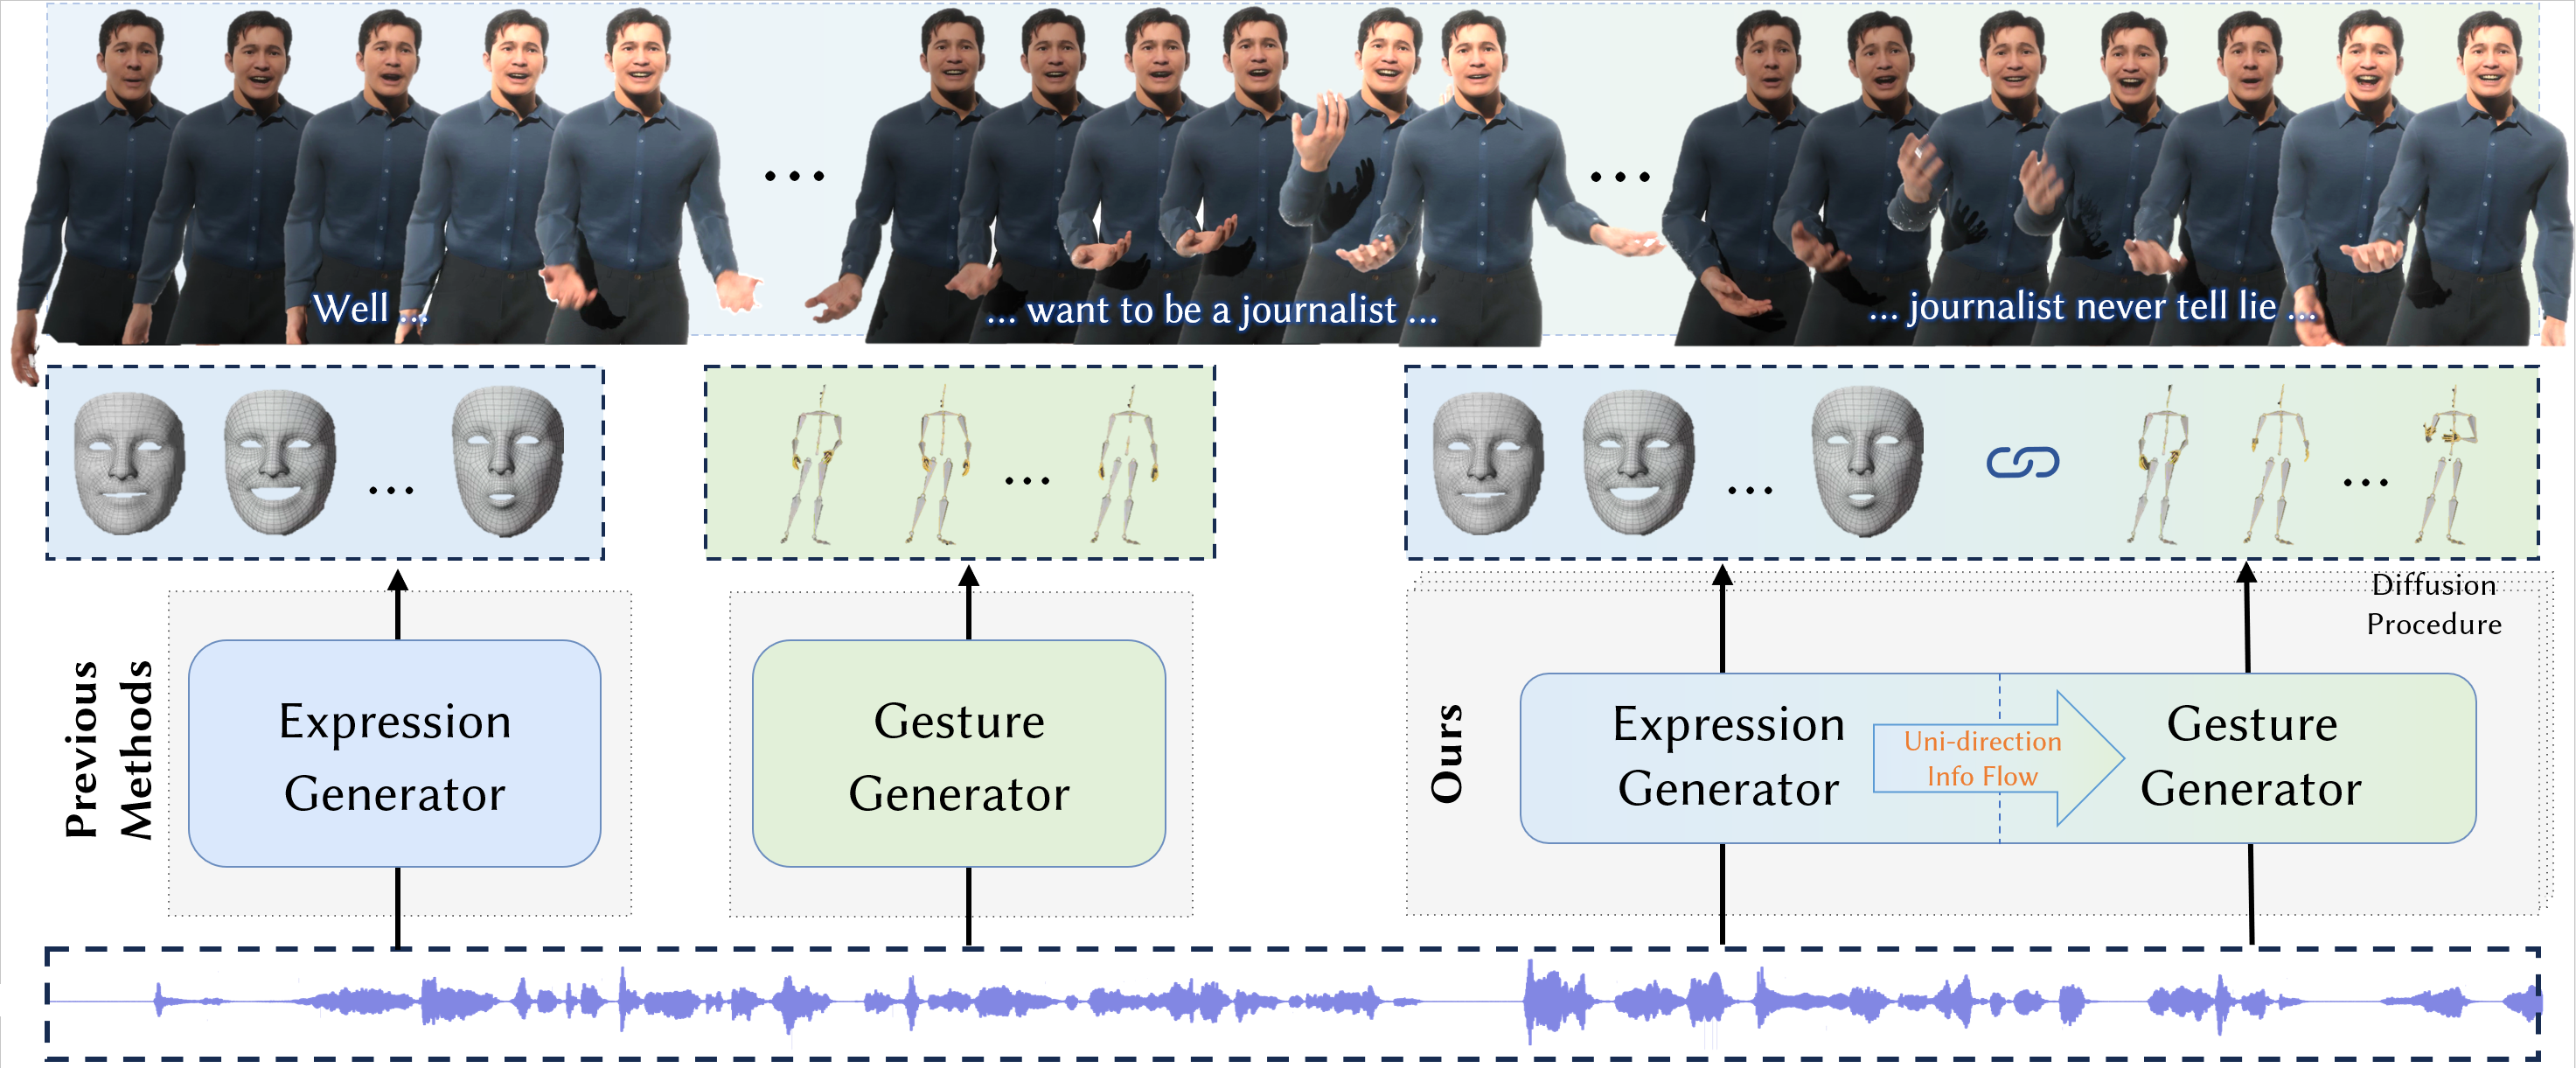 Well ...
... want to be a journalist ...
... journalist never tell lie ...
Previous
Methods
Expression
Generator
Gesture
Generator
Ours
Diffusion
Procedure
Expression
Generator
Uni-direction
Info Flow
Gesture
Generator